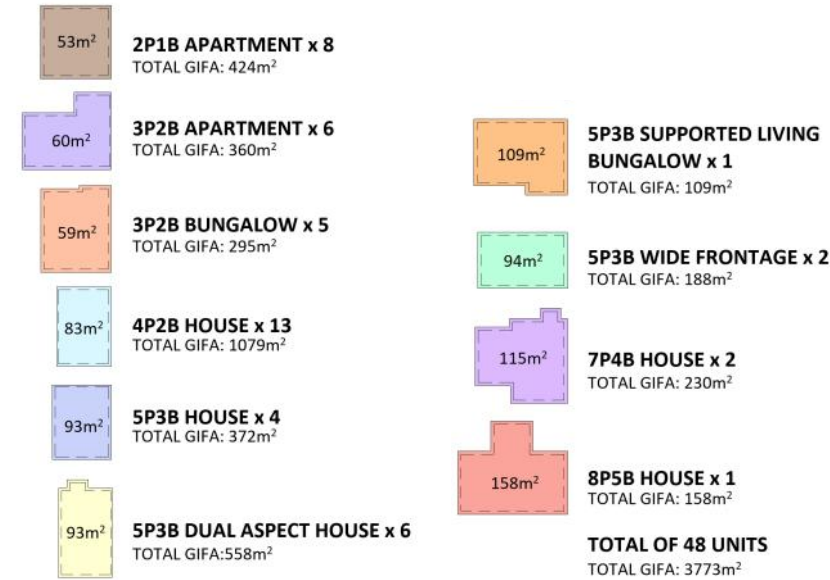 53m²
2P1B APARTMENT x 8
TOTAL GIFA: 424m²
60m²
3P2B APARTMENT x 6
TOTAL GIFA: 360m²
59m²
3P2B BUNGALOW x 5
TOTAL GIFA: 295m²
83m²
4P2B HOUSE x 13
TOTAL GIFA: 1079m²
93m²
5P3B HOUSE x 4
TOTAL GIFA: 372m²
93m²
5P3B DUAL ASPECT HOUSE x 6
TOTAL GIFA:558m²
109m²
5P3B SUPPORTED LIVING
BUNGALOW x 1
TOTAL GIFA: 109m²
94m²
5P3B WIDE FRONTAGE x 2
TOTAL GIFA: 188m²
115m²
7P4B HOUSE x 2
TOTAL GIFA: 230m²
158m²
8P5B HOUSE x 1
TOTAL GIFA: 158m²
TOTAL OF 48 UNITS
TOTAL GIFA: 3773m²